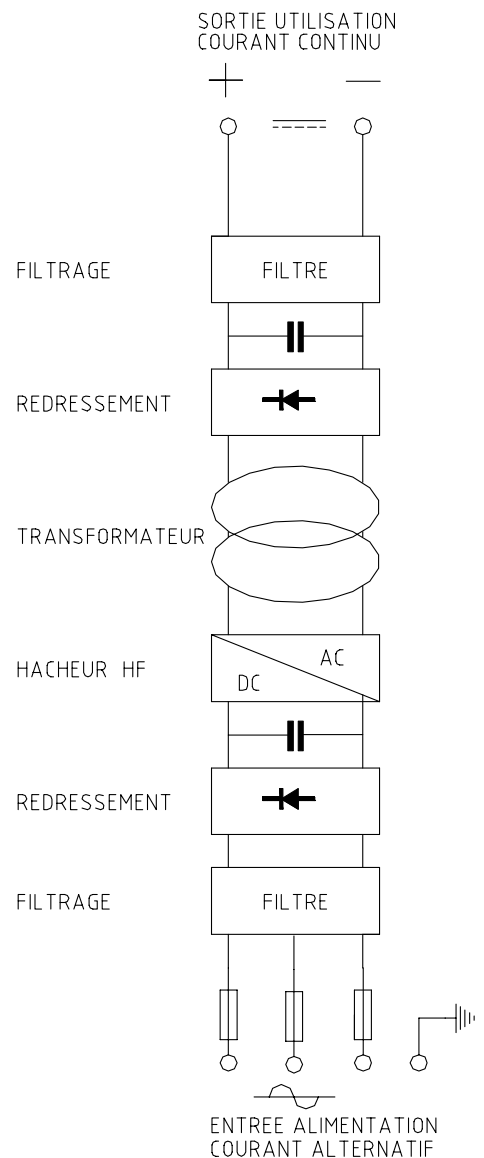 SORTIE UTILISATION
COURANT CONTINU
+ −
FILTRAGE FILTRE
REDRESSEMENT
TRANSFORMATEUR
AC
HACHEUR HF
DC
REDRESSEMENT
FILTRAGE FILTRE
ENTREE ALIMENTATION
COURANT ALTERNATIF